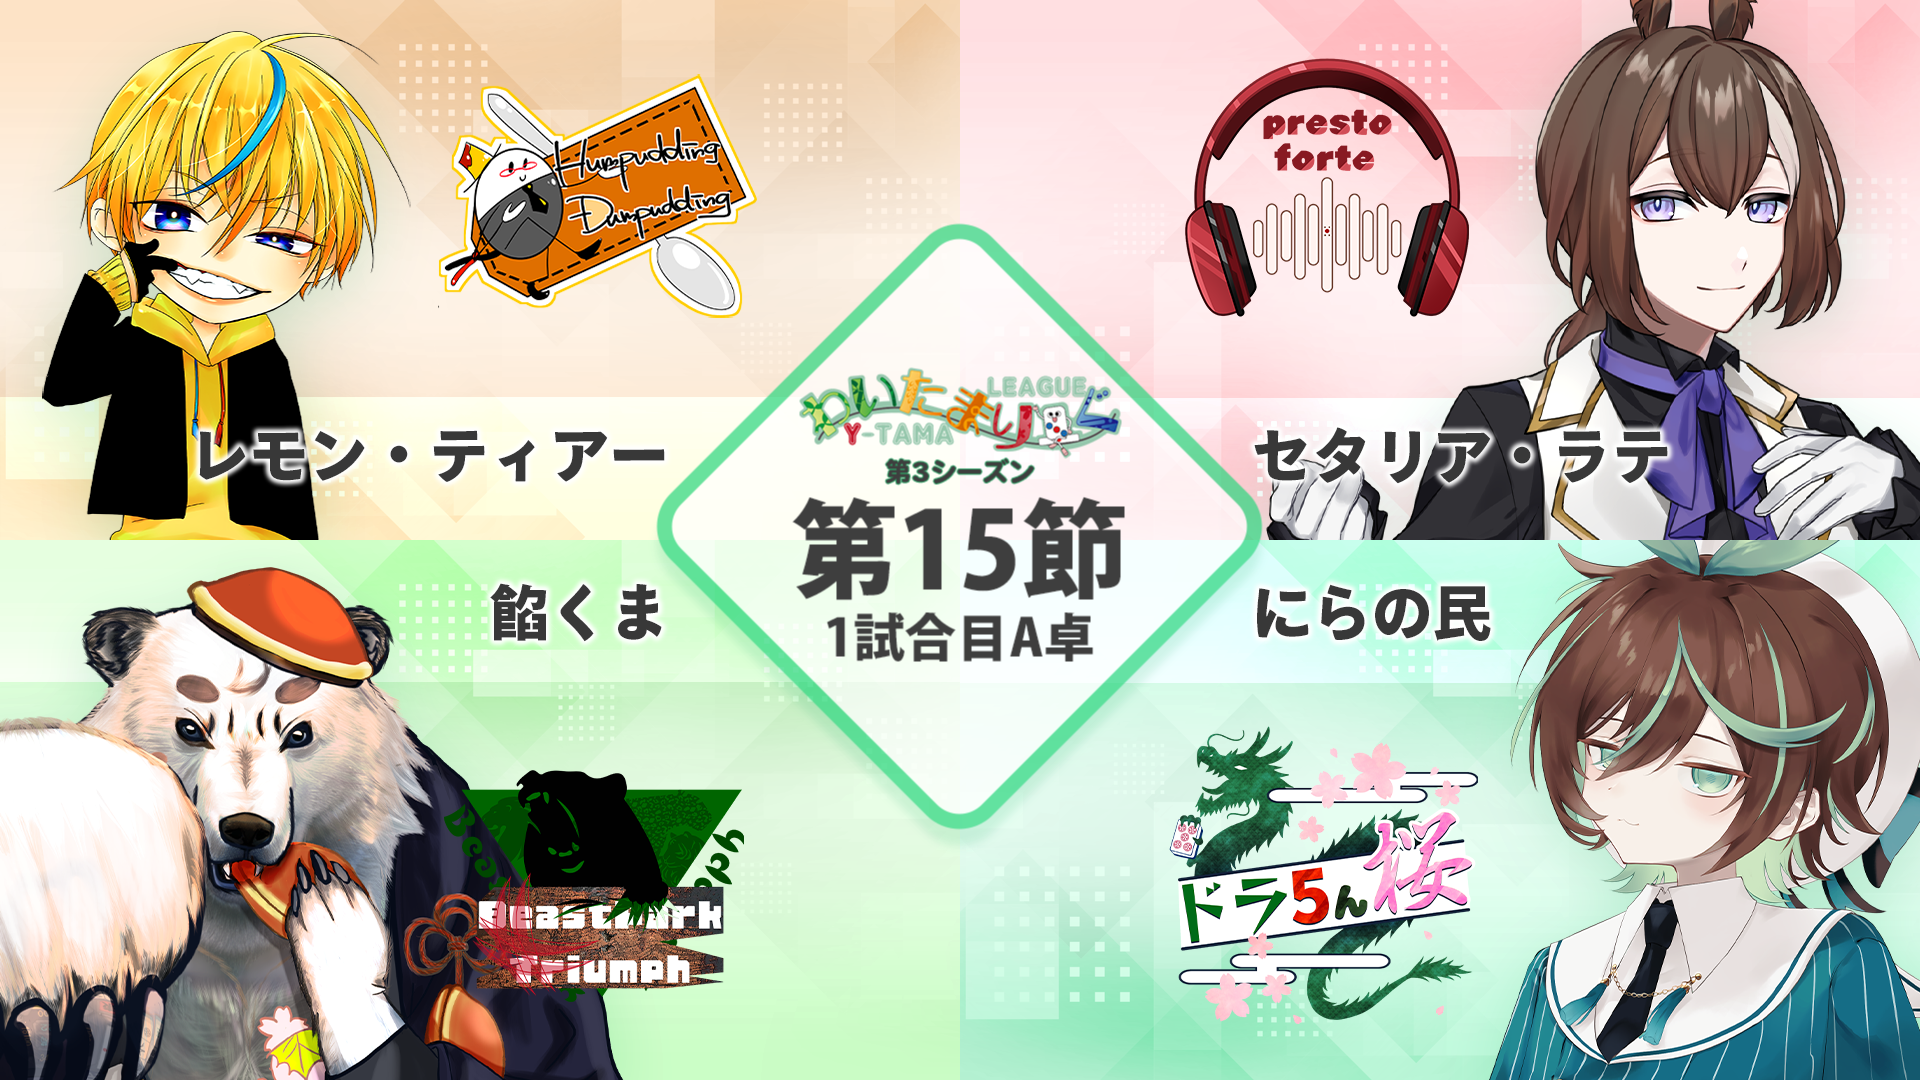 Humpudding
Dumpudding
presto
forte
レモン・ティアー
セタリア・ラテ
わいたまりーぐ
LEAGUE
Y-TAMA
第3シーズン
第15節
1試合目A卓
餡くま
にらの民
Beastmark
Triumph
ドラ5ん桜